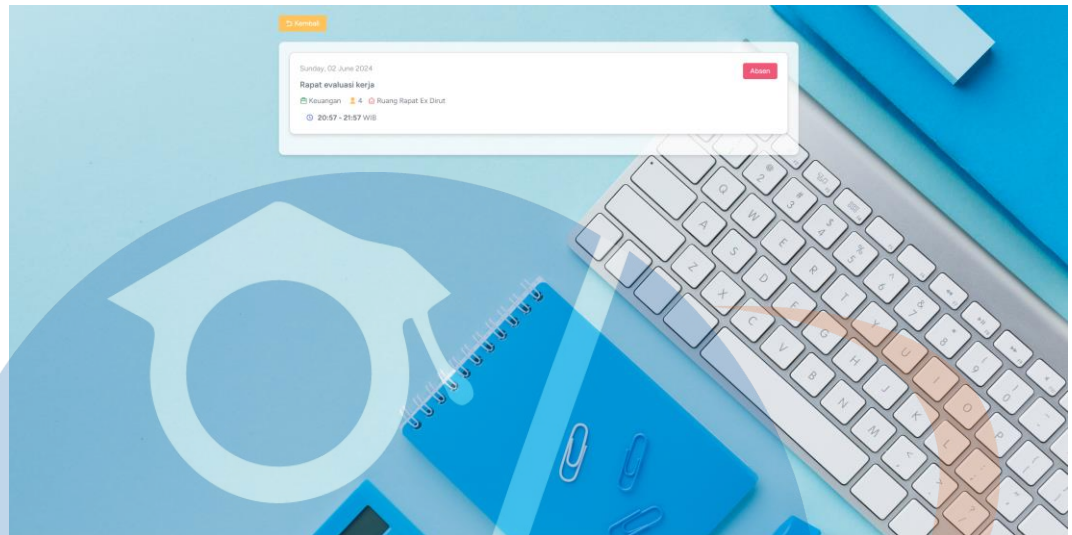 Kembali
Sunday, 02 June 2024
Absen
Rapat evaluasi kerja
Keuangan 4 Ruang Rapat Ex Dirut
20:57 - 21:57 WIB
Q W E R T Y U I O P
A S D F G H J K L
Z X C V B N M